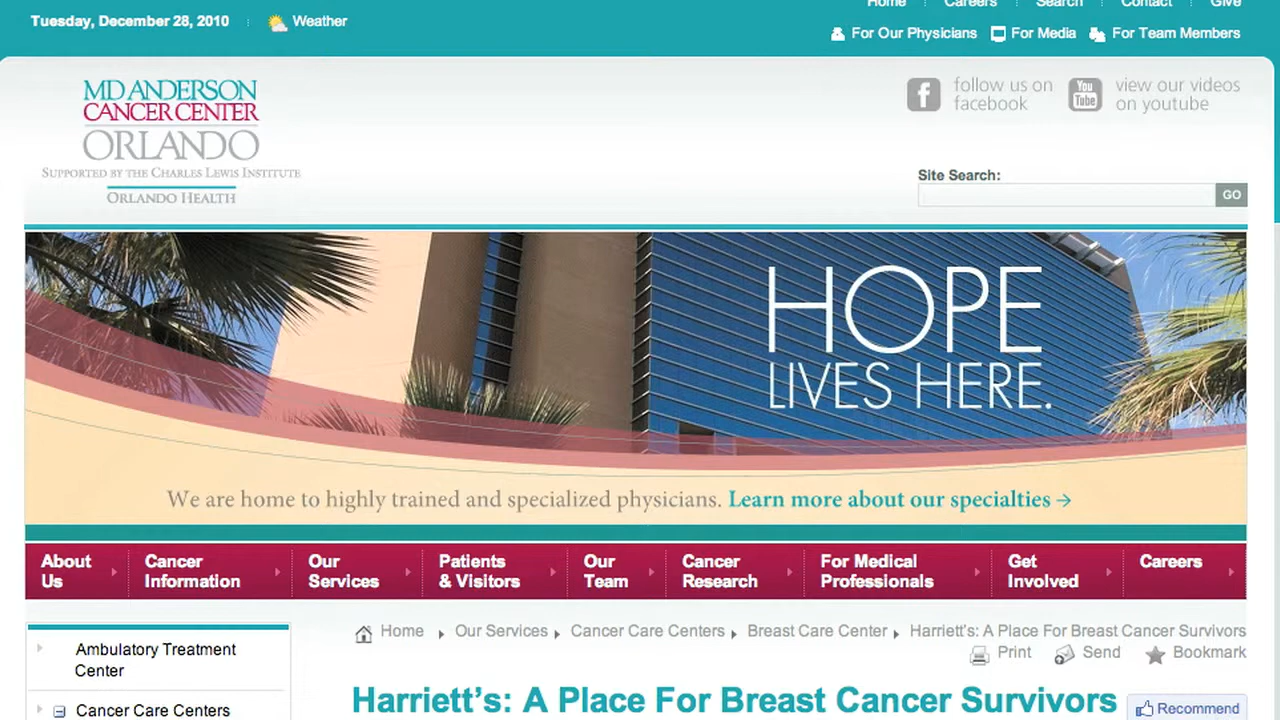 Tuesday, December 28, 2010
Weather
Home
Careers
Search
Contact
Give
For Our Physicians
For Media
For Team Members
MD ANDERSON
CANCER CENTER
ORLANDO
SUPPORTED BY THE CHARLES LEWIS INSTITUTE
ORLANDO HEALTH
follow us on
facebook
You
Tube
view our videos
on youtube
Site Search:
GO
HOPE
LIVES HERE.
We are home to highly trained and specialized physicians. Learn more about our specialties
About
Us
Cancer
Information
Our
Services
Patients
& Visitors
Our
Team
Cancer
Research
For Medical
Professionals
Get
Involved
Careers
Home
Our Services
Cancer Care Centers
Breast Care Center
Harriett's: A Place For Breast Cancer Survivors
Print
Send
Bookmark
Ambulatory Treatment
Center
Cancer Care Centers
Harriett's: A Place For Breast Cancer Survivors
Recommend